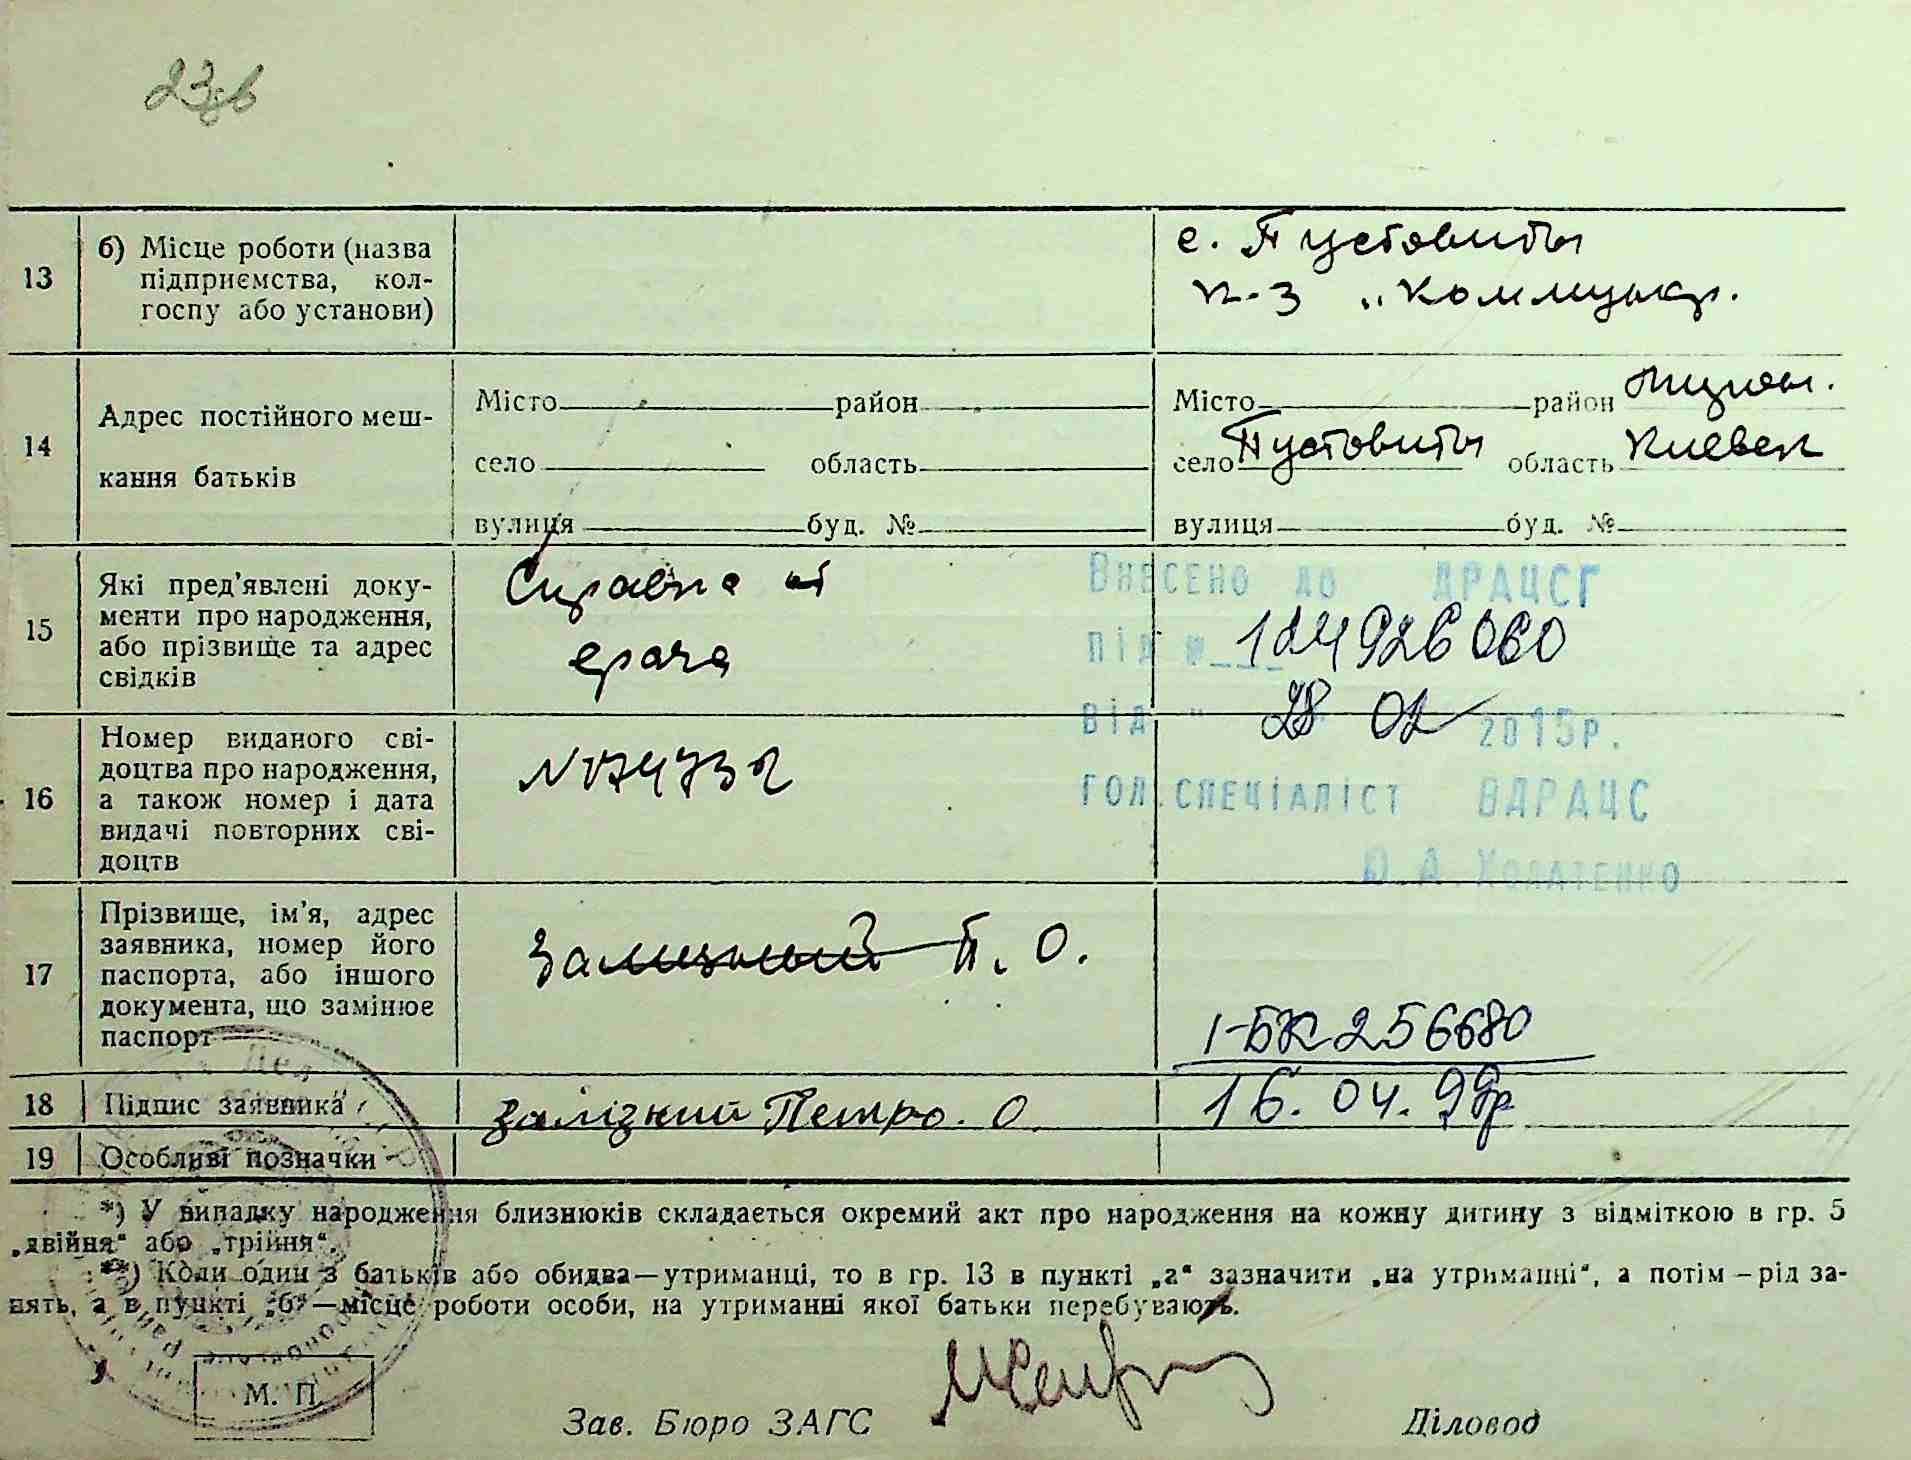 23зв
13
б) Місце роботи (назва
підприємства, кол-
госпу або установи)
с. Пустовиты
к-з „Коммунар.
14
Адрес постійного меш-
кання батьків
Місто район
село область
вулиця буд. №
Місто район
село Пустовиты область Киевск
вулиця буд. №
15
Які пред'явлені доку-
менти про народження,
або прізвище та адрес
свідків
Справка от
врача
Внесено до ДРАЦСГ
під № 124926060
від " 28 02 2015р.
гол.спеціаліст ВДРАЦС
16
Номер виданого сві-
доцтва про народження,
а також номер і дата
видачі повторних сві-
доцтв
17
Прізвище, ім'я, адрес
заявника, номер його
паспорта, або іншого
документа, що замінює
паспорт
П. О.
І-БК 256680
16.04.99р
18
Підпис заявника
Залізкий Петро. О.
19
Особливі позначки
*) У випадку народження близнюків складається окремий акт про народження на кожну дитину з відміткою в гр. 5
„двійня“ або „трійня“.
**) Коли один з батьків або обидва—утриманці, то в гр. 13 в пункті „а“ зазначити „на утриманні“, а потім—рід за-
нять, а в пункті „б“—місце роботи особи, на утриманні якої батьки перебувають.
М. П.
Зав. Бюро ЗАГС
Діловод